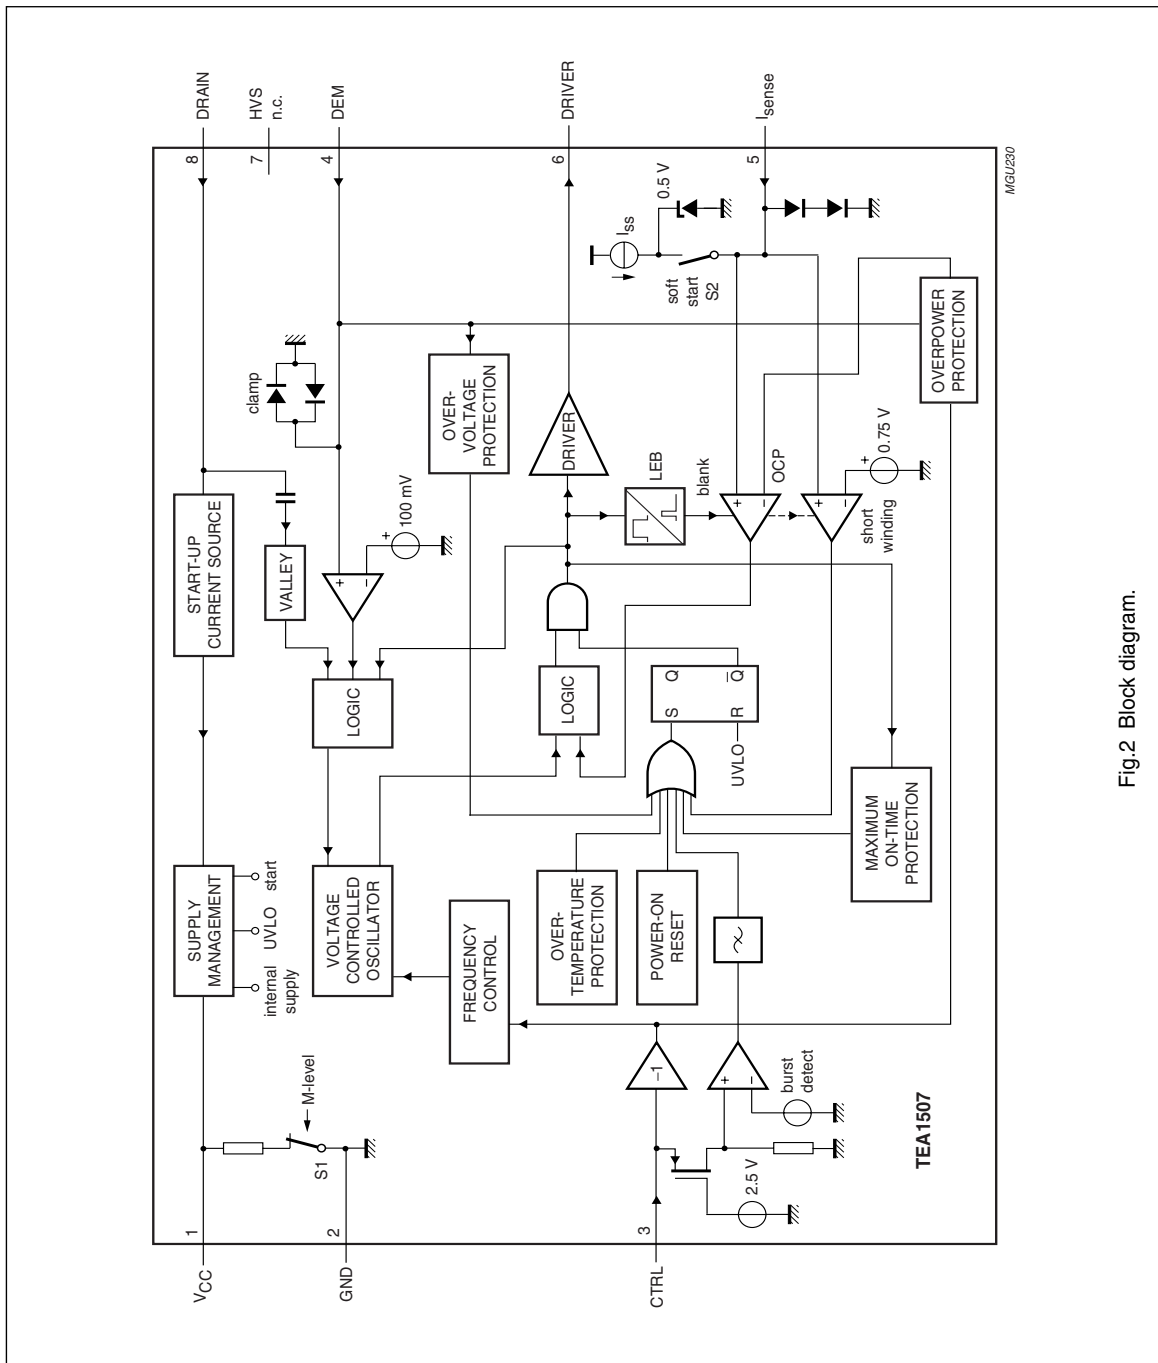 VCC
1
GND
2
CTRL
3
DRAIN
8
HVS
n.c.
7
DEM
4
DRIVER
6
Isense
5
S1
M-level
SUPPLY
MANAGEMENT
internal
supply
UVLO
start
START-UP
CURRENT SOURCE
VALLEY
clamp
LOGIC
+
−
+
100 mV
VOLTAGE
CONTROLLED
OSCILLATOR
FREQUENCY
CONTROL
OVER-
VOLTAGE
PROTECTION
LOGIC
DRIVER
LEB
blank
Iss
0.5 V
soft
start
S2
OVER-
TEMPERATURE
PROTECTION
POWER-ON
RESET
UVLO
S
Q
R
Q̅
+
−
OCP
+
−
short
winding
+
0.75 V
OVERPOWER
PROTECTION
MAXIMUM
ON-TIME
PROTECTION
−1
+
−
burst
detect
2.5 V
TEA1507
MGU230
Fig.2 Block diagram.